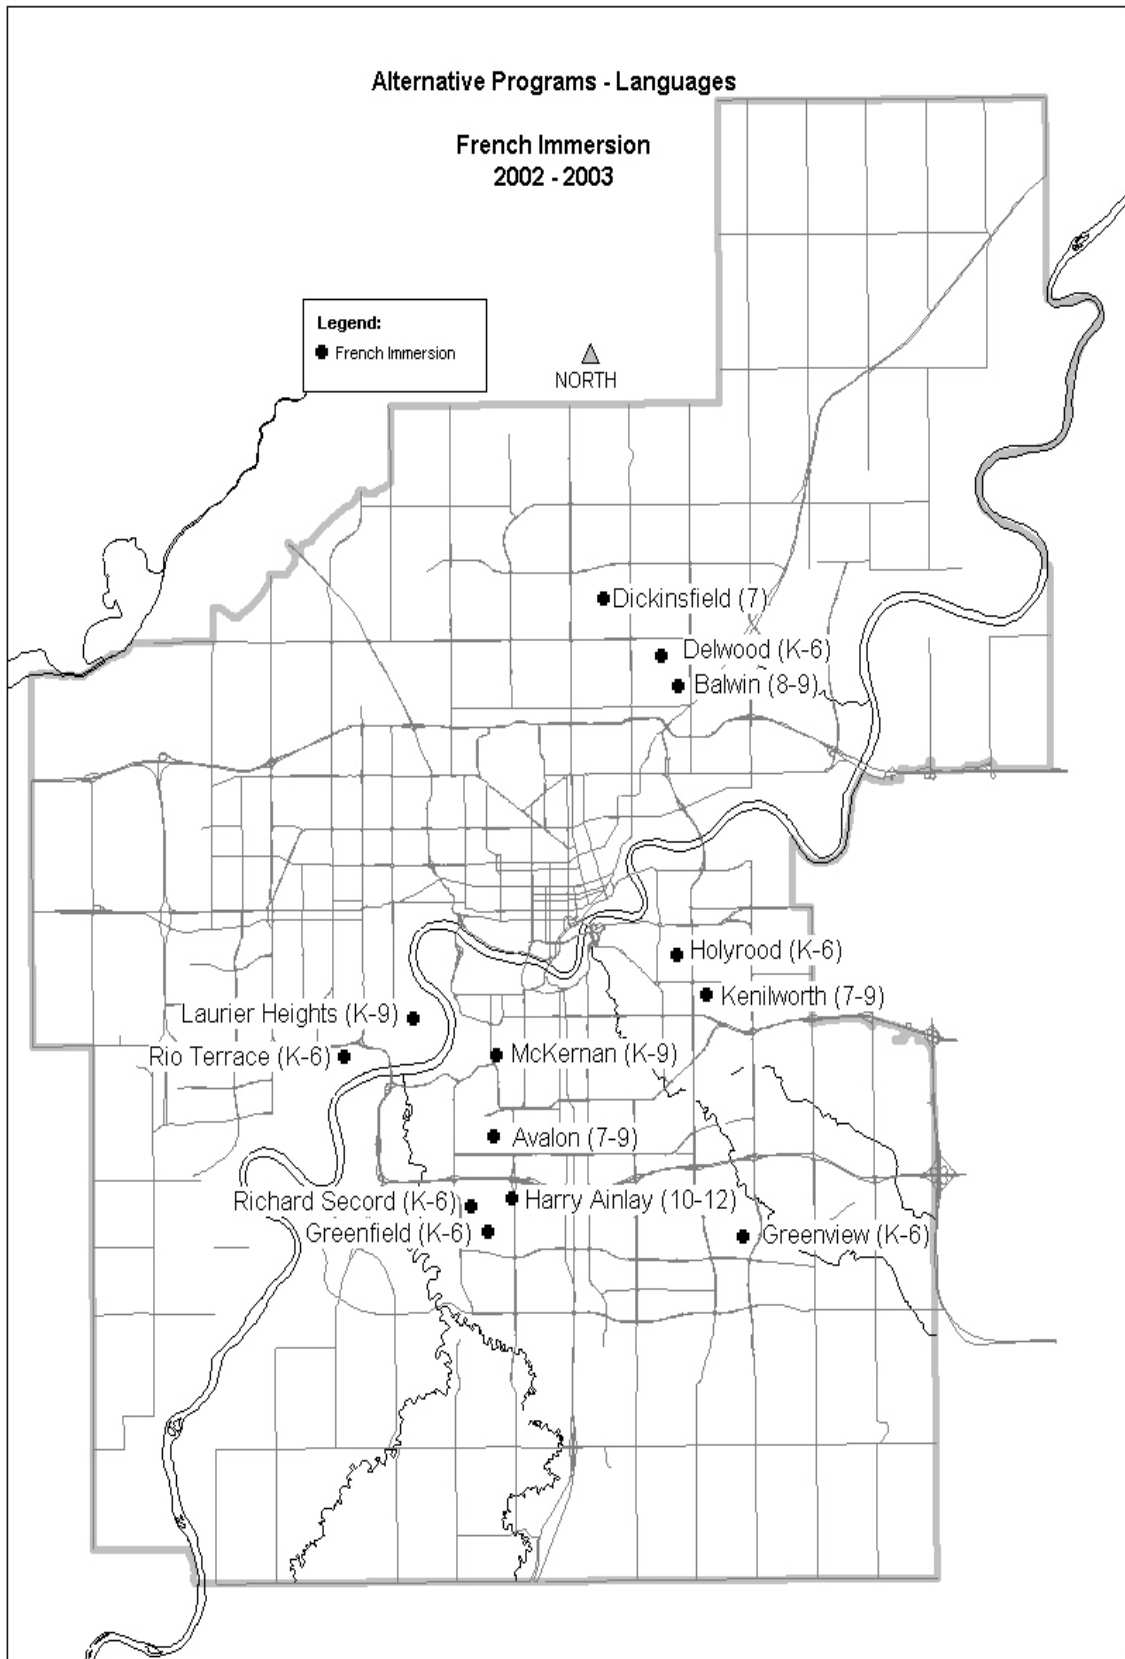 Alternative Programs - Languages
French Immersion
2002 - 2003
Legend:
French Immersion
NORTH
Dickinsfield (7)
Delwood (K-6)
Balwin (8-9)
Holyrood (K-6)
Kenilworth (7-9)
Laurier Heights (K-9)
Rio Terrace (K-6)
McKernan (K-9)
Avalon (7-9)
Richard Secord (K-6)
Harry Ainlay (10-12)
Greenfield (K-6)
Greenview (K-6)